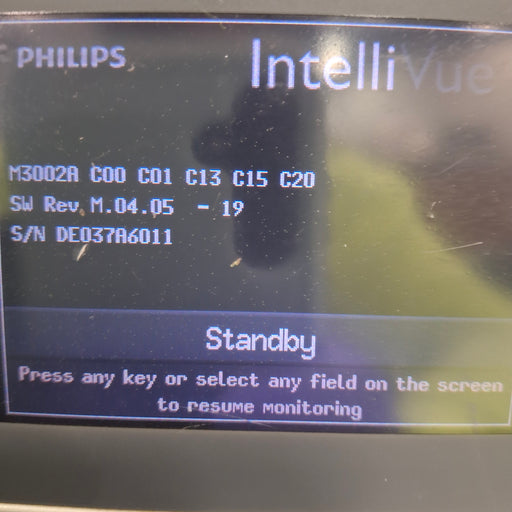 PHILIPS
IntelliVue
M3002A C00 C01 C13 C15 C20
SW Rev. M.04.05 - 19
S/N DE037A6011
Standby
Press any key or select any field on the screen
to resume monitoring